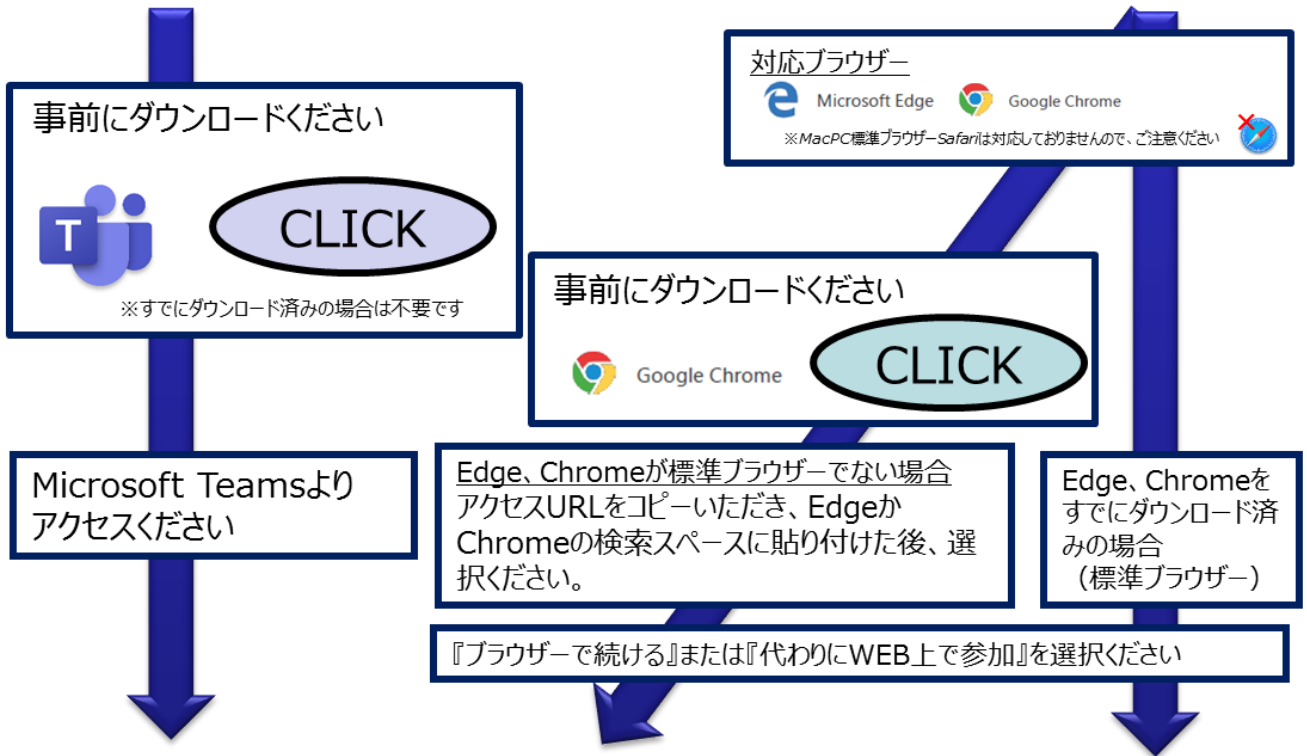 事前にダウンロードください
T
CLICK
※すでにダウンロード済みの場合は不要です
Microsoft Teamsより
アクセスください
対応ブラウザー
Microsoft Edge
Google Chrome
※MacPC標準ブラウザーSafariは対応しておりませんので、ご注意ください
事前にダウンロードください
Google Chrome
CLICK
Edge、Chromeが標準ブラウザーでない場合
アクセスURLをコピーいただき、Edgeか
Chromeの検索スペースに貼り付けた後、選
択ください。
Edge、Chromeを
すでにダウンロード済
みの場合
（標準ブラウザー）
『ブラウザーで続ける』または『代わりにWEB上で参加』を選択ください